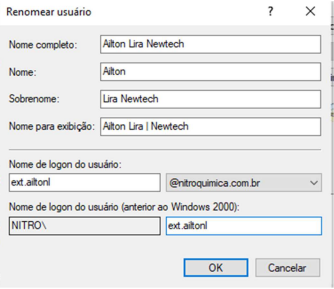 Renomear usuário ? ×
Nome completo: Ailton Lira Newtech
Nome: Ailton
Sobrenome: Lira Newtech
Nome para exibição: Ailton Lira | Newtech
Nome de logon do usuário:
ext.ailtonl @nitroquimica.com.br
Nome de logon do usuário (anterior ao Windows 2000):
NITRO\ ext.ailtonl
OK Cancelar